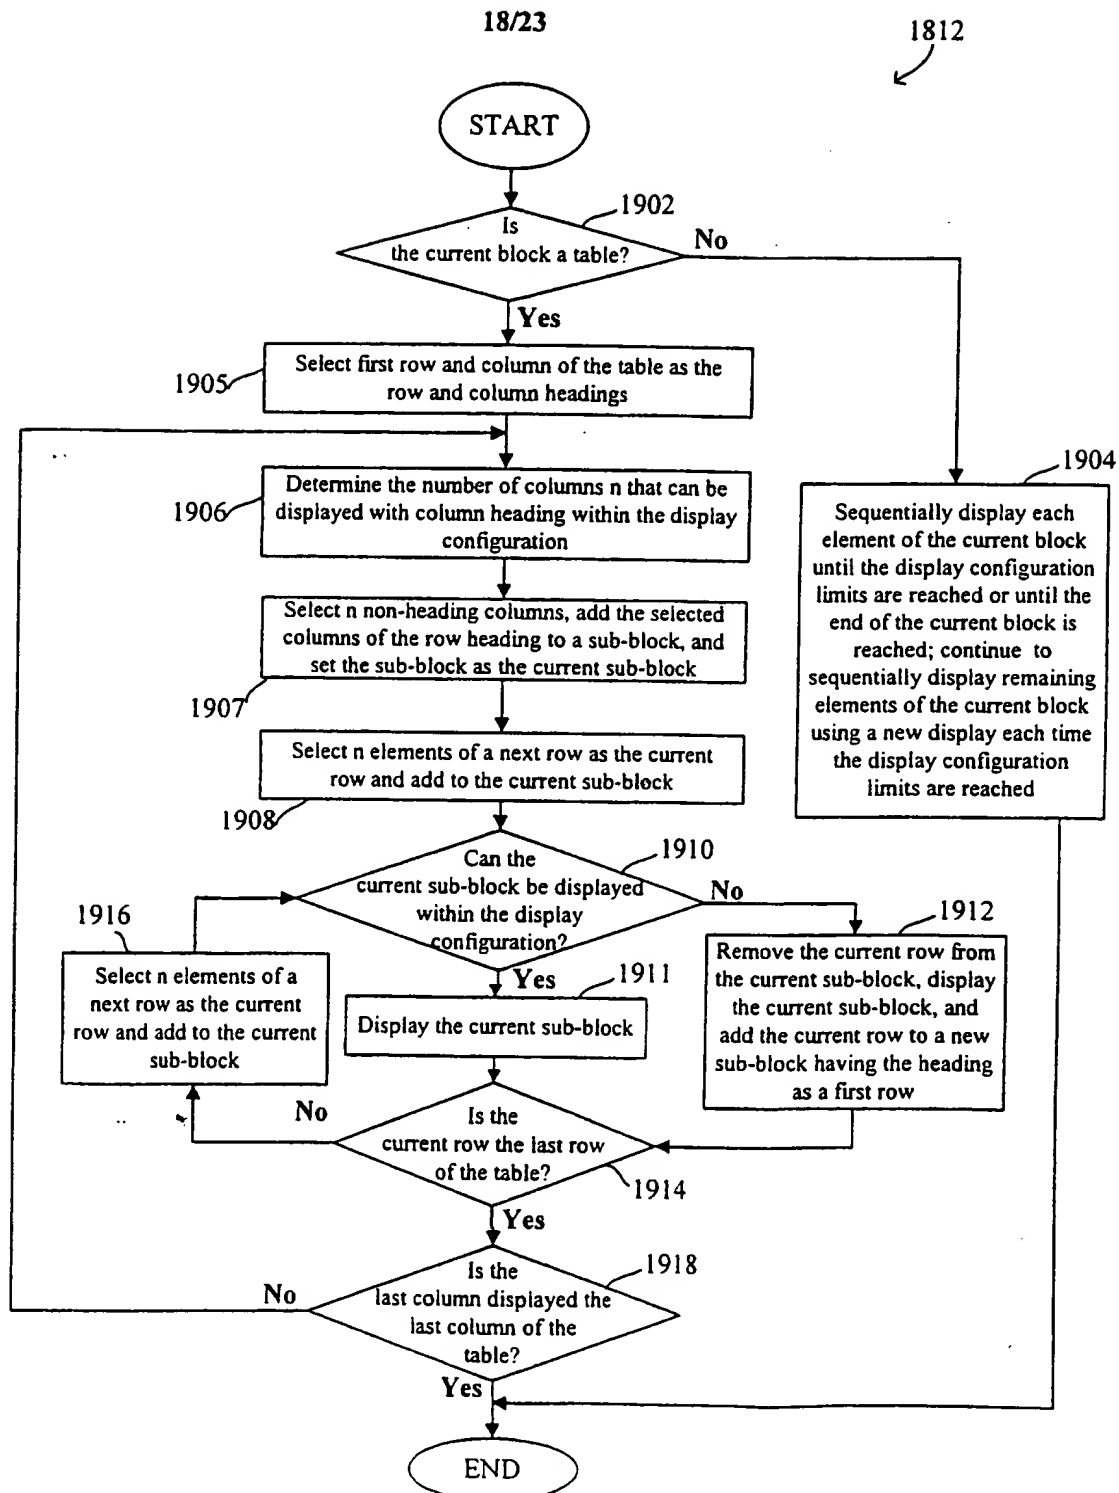 18/23
1812
START
1902
Is
the current block a table?
No
Yes
1905
Select first row and column of the table as the
row and column headings
1906
Determine the number of columns n that can be
displayed with column heading within the display
configuration
1904
Sequentially display each
element of the current block
until the display configuration
limits are reached or until the
end of the current block is
reached; continue to
sequentially display remaining
elements of the current block
using a new display each time
the display configuration
limits are reached
Select n non-heading columns, add the selected
columns of the row heading to a sub-block, and
set the sub-block as the current sub-block
1907
Select n elements of a next row as the current
row and add to the current sub-block
1908
1910
Can the
current sub-block be displayed
within the display
configuration?
No
Yes
1916
Select n elements of a
next row as the current
row and add to the current
sub-block
1911
Display the current sub-block
1912
Remove the current row from
the current sub-block, display
the current sub-block, and
add the current row to a new
sub-block having the heading
as a first row
No
Is the
current row the last row
of the table?
1914
Yes
1918
Is the
last column displayed the
last column of the
table?
No
Yes
END